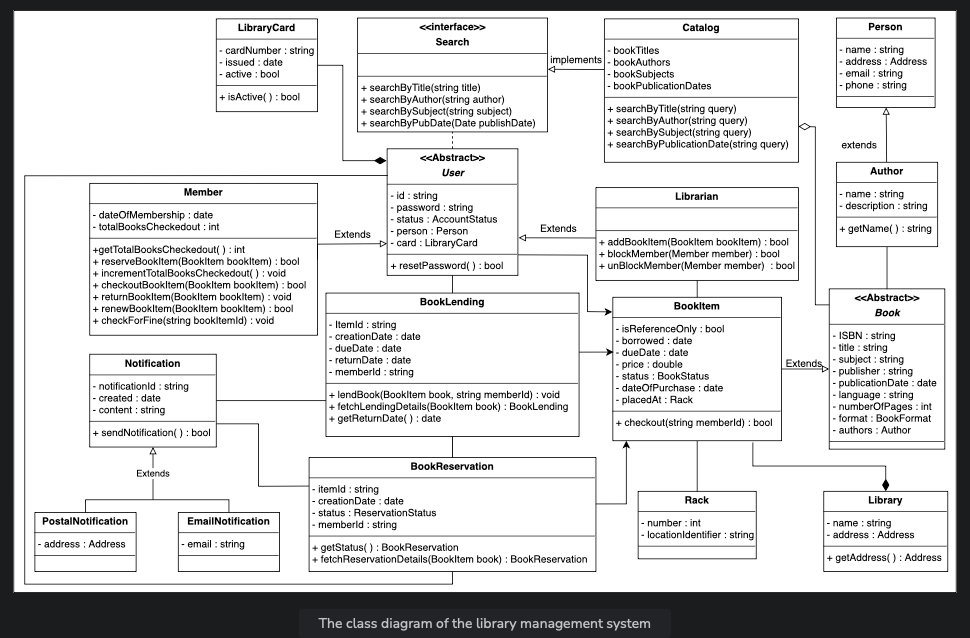 LibraryCard
- cardNumber : string
- issued : date
- active : bool
+ isActive( ) : bool
<<interface>>
Search
+ searchByTitle(string title)
+ searchByAuthor(string author)
+ searchBySubject(string subject)
+ searchByPubDate(Date publishDate)
implements
Catalog
- bookTitles
- bookAuthors
- bookSubjects
- bookPublicationDates
+ searchByTitle(string query)
+ searchByAuthor(string query)
+ searchBySubject(string query)
+ searchByPublicationDate(string query)
Person
- name : string
- address : Address
- email : string
- phone : string
extends
Author
- name : string
- description : string
+ getName( ) : string
<<Abstract>>
User
- id : string
- password : string
- status : AccountStatus
- person : Person
- card : LibraryCard
+ resetPassword( ) : bool
Member
- dateOfMembership : date
- totalBooksCheckedout : int
+getTotalBooksCheckedout( ) : int
+ reserveBookItem(BookItem bookItem) : bool
+ incrementTotalBooksCheckedout( ) : void
+ checkoutBookItem(BookItem bookItem) : bool
+ returnBookItem(BookItem bookItem) : void
+ renewBookItem(BookItem bookItem) : bool
+ checkForFine(string bookItemId) : void
Extends
Extends
Librarian
+ addBookItem(BookItem bookItem) : bool
+ blockMember(Member member) : bool
+ unBlockMember(Member member) : bool
BookLending
- ItemId : string
- creationDate : date
- dueDate : date
- returnDate : date
- memberId : string
+ lendBook(BookItem book, string memberId) : void
+ fetchLendingDetails(BookItem book) : BookLending
+ getReturnDate( ) : date
BookItem
- isReferenceOnly : bool
- borrowed : date
- dueDate : date
- price : double
- status : BookStatus
- dateOfPurchase : date
- placedAt : Rack
+ checkout(string memberId) : bool
Extends
<<Abstract>>
Book
- ISBN : string
- title : string
- subject : string
- publisher : string
- publicationDate : date
- language : string
- numberOfPages : int
- format : BookFormat
- authors : Author
Notification
- notificationId : string
- created : date
- content : string
+ sendNotification( ) : bool
Extends
PostalNotification
- address : Address
EmailNotification
- email : string
BookReservation
- itemId : string
- creationDate : date
- status : ReservationStatus
- memberId : string
+ getStatus( ) : BookReservation
+ fetchReservationDetails(BookItem book) : BookReservation
Rack
- number : int
- locationIdentifier : string
Library
- name : string
- address : Address
+ getAddress( ) : Address
The class diagram of the library management system